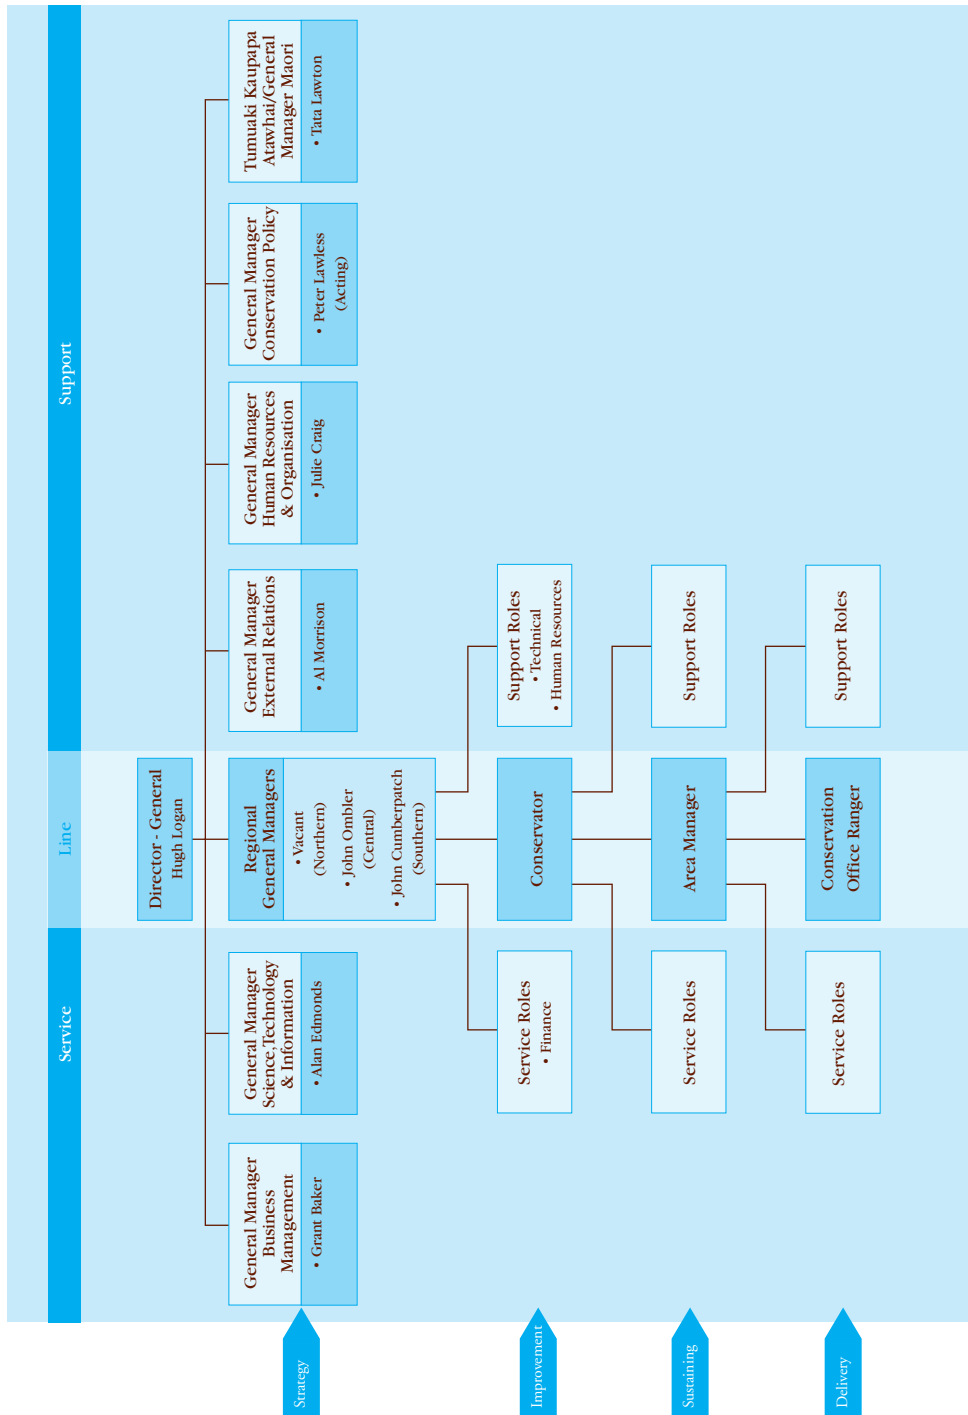 Service
Line
Support
Director - General
Hugh Logan
Strategy
General Manager
Business
Management
• Grant Baker
General Manager
Science,Technology
& Information
• Alan Edmonds
Regional
General Managers
• Vacant
(Northern)
• John Ombler
(Central)
• John Cumberpatch
(Southern)
General Manager
External Relations
• Al Morrison
General Manager
Human Resources
& Organisation
• Julie Craig
General Manager
Conservation Policy
• Peter Lawless
(Acting)
Tumuaki Kaupapa
Atawhai/General
Manager Maori
• Tata Lawton
Improvement
Service Roles
• Finance
Conservator
Support Roles
• Technical
• Human Resources
Sustaining
Service Roles
Area Manager
Support Roles
Delivery
Service Roles
Conservation
Office Ranger
Support Roles